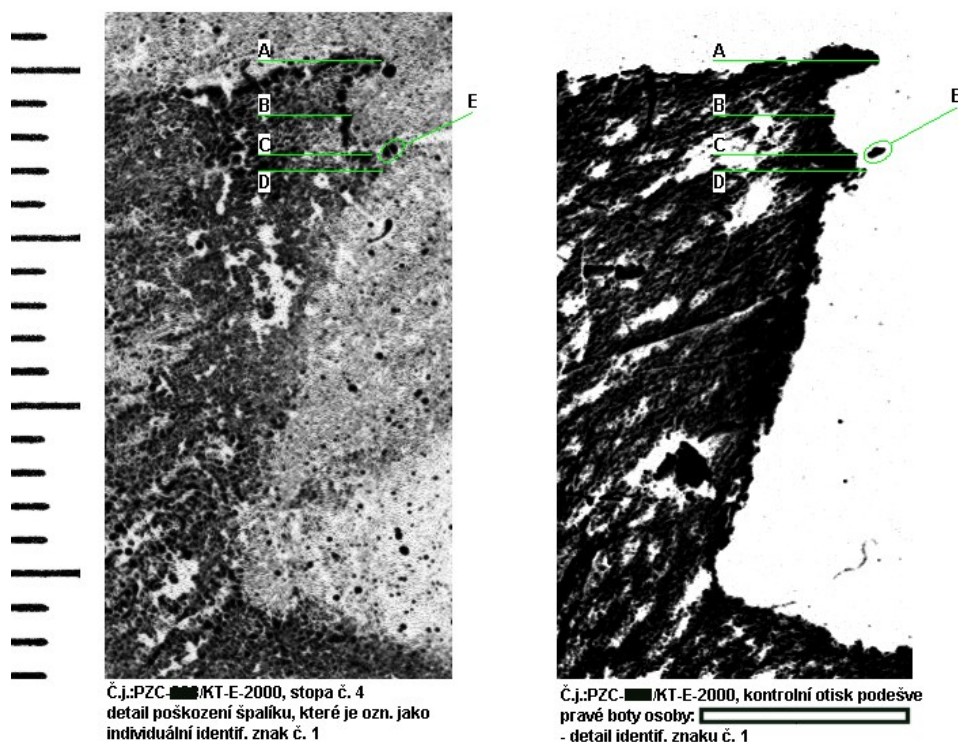 A
B
C
D
E
A
B
C
D
E
Č.j.:PZC- /KT-E-2000, stopa č. 4
detail poškození špalíku, které je ozn. jako
individuální identif. znak č. 1
Č.j.:PZC- /KT-E-2000, kontrolní otisk podešve
pravé boty osoby:
- detail identif. znaku č. 1